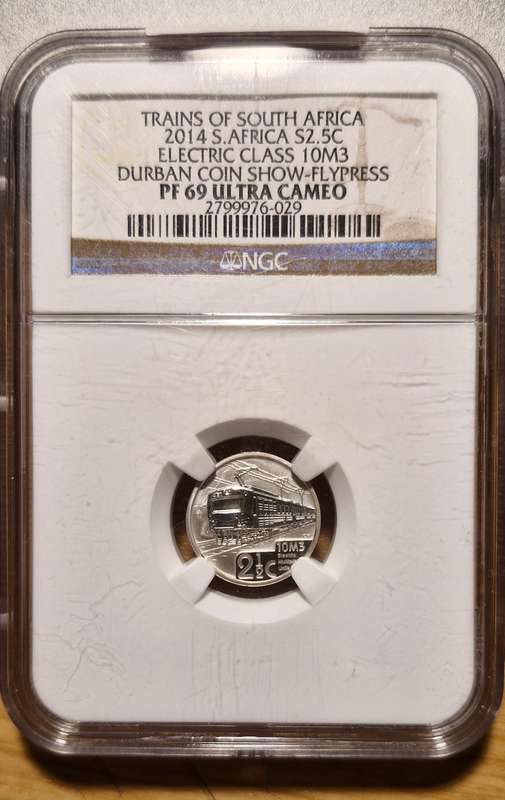 TRAINS OF SOUTH AFRICA
2014 S.AFRICA S2.5C
ELECTRIC CLASS 10M3
DURBAN COIN SHOW-FLYPRESS
PF 69 ULTRA CAMEO
2799976-029
NGC
10M3
Electric
2½C